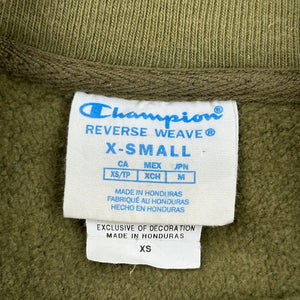 Champion
REVERSE WEAVE®
X-SMALL
CA MEX JPN
XS/TP XCH M
MADE IN HONDURAS
FABRIQUÉ AU HONDURAS
HECHO EN HONDURAS
EXCLUSIVE OF DECORATION
MADE IN HONDURAS
XS